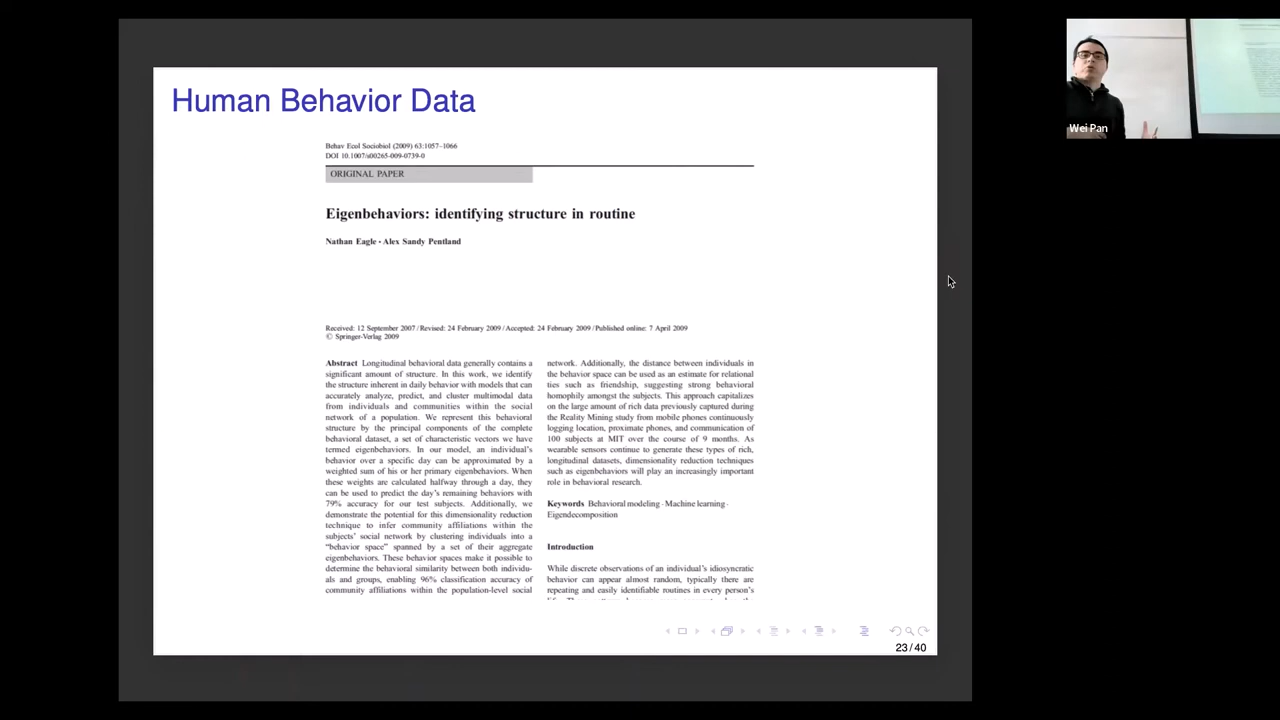 Human Behavior Data
Behav Ecol Sociobiol (2009) 63:1057–1066
DOI 10.1007/s00265-009-0739-0
ORIGINAL PAPER
Eigenbehaviors: identifying structure in routine
Nathan Eagle · Alex Sandy Pentland
Received: 12 September 2007 / Revised: 24 February 2009 / Accepted: 24 February 2009 / Published online: 7 April 2009
© Springer-Verlag 2009
Abstract Longitudinal behavioral data generally contains a
significant amount of structure. In this work, we identify
the structure inherent in daily behavior with models that can
accurately analyze, predict, and cluster multimodal data
from individuals and communities within the social
network of a population. We represent this behavioral
structure by the principal components of the complete
behavioral dataset, a set of characteristic vectors we have
termed eigenbehaviors. In our model, an individual's
behavior over a specific day can be approximated by a
weighted sum of his or her primary eigenbehaviors. When
these weights are calculated halfway through a day, they
can be used to predict the day's remaining behaviors with
79% accuracy for our test subjects. Additionally, we
demonstrate the potential for this dimensionality reduction
technique to infer community affiliations within the
subjects' social network by clustering individuals into a
“behavior space” spanned by a set of their aggregate
eigenbehaviors. These behavior spaces make it possible to
determine the behavioral similarity between both individu-
als and groups, enabling 96% classification accuracy of
community affiliations within the population-level social
network. Additionally, the distance between individuals in
the behavior space can be used as an estimate for relational
ties such as friendship, suggesting strong behavioral
homophily amongst the subjects. This approach capitalizes
on the large amount of rich data previously captured during
the Reality Mining study from mobile phones continuously
logging location, proximate phones, and communication of
100 subjects at MIT over the course of 9 months. As
wearable sensors continue to generate these types of rich,
longitudinal datasets, dimensionality reduction techniques
such as eigenbehaviors will play an increasingly important
role in behavioral research.
Keywords Behavioral modeling · Machine learning ·
Eigendecomposition
Introduction
While discrete observations of an individual's idiosyncratic
behavior can appear almost random, typically there are
repeating and easily identifiable routines in every person's
23 / 40
Wei Pan